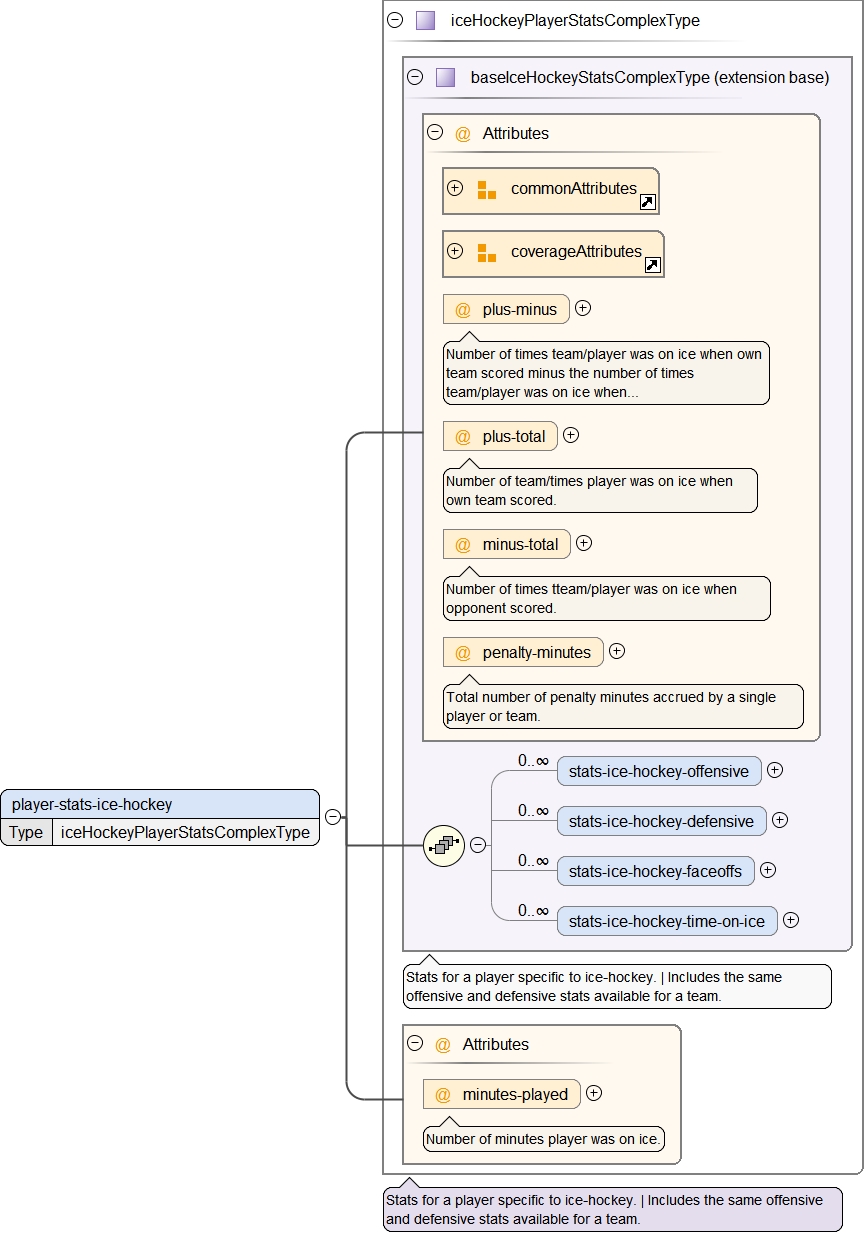 iceHockeyPlayerStatsComplexType
baseIceHockeyStatsComplexType (extension base)
@ Attributes
commonAttributes
coverageAttributes
@ plus-minus
Number of times team/player was on ice when own
team scored minus the number of times
team/player was on ice when...
@ plus-total
Number of team/times player was on ice when
own team scored.
@ minus-total
Number of times tteam/player was on ice when
opponent scored.
@ penalty-minutes
Total number of penalty minutes accrued by a single
player or team.
player-stats-ice-hockey
Type iceHockeyPlayerStatsComplexType
0..∞ stats-ice-hockey-offensive
0..∞ stats-ice-hockey-defensive
0..∞ stats-ice-hockey-faceoffs
0..∞ stats-ice-hockey-time-on-ice
Stats for a player specific to ice-hockey. | Includes the same
offensive and defensive stats available for a team.
@ Attributes
@ minutes-played
Number of minutes player was on ice.
Stats for a player specific to ice-hockey. | Includes the same offensive
and defensive stats available for a team.